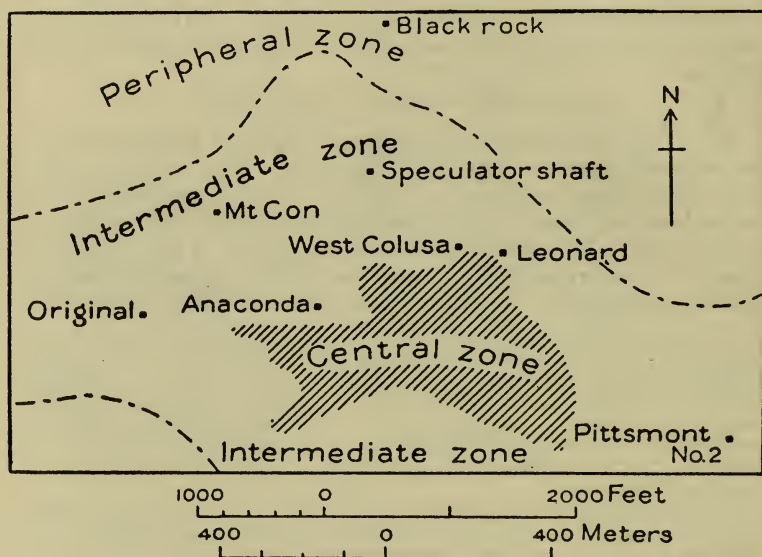 Black rock
Peripheral zone
N
Intermediate zone
Speculator shaft
Mt Con
West Colusa
Leonard
Original
Anaconda
Central zone
Pittsmont
No.2
Intermediate zone
1000 0 2000 Feet
400 0 400 Meters